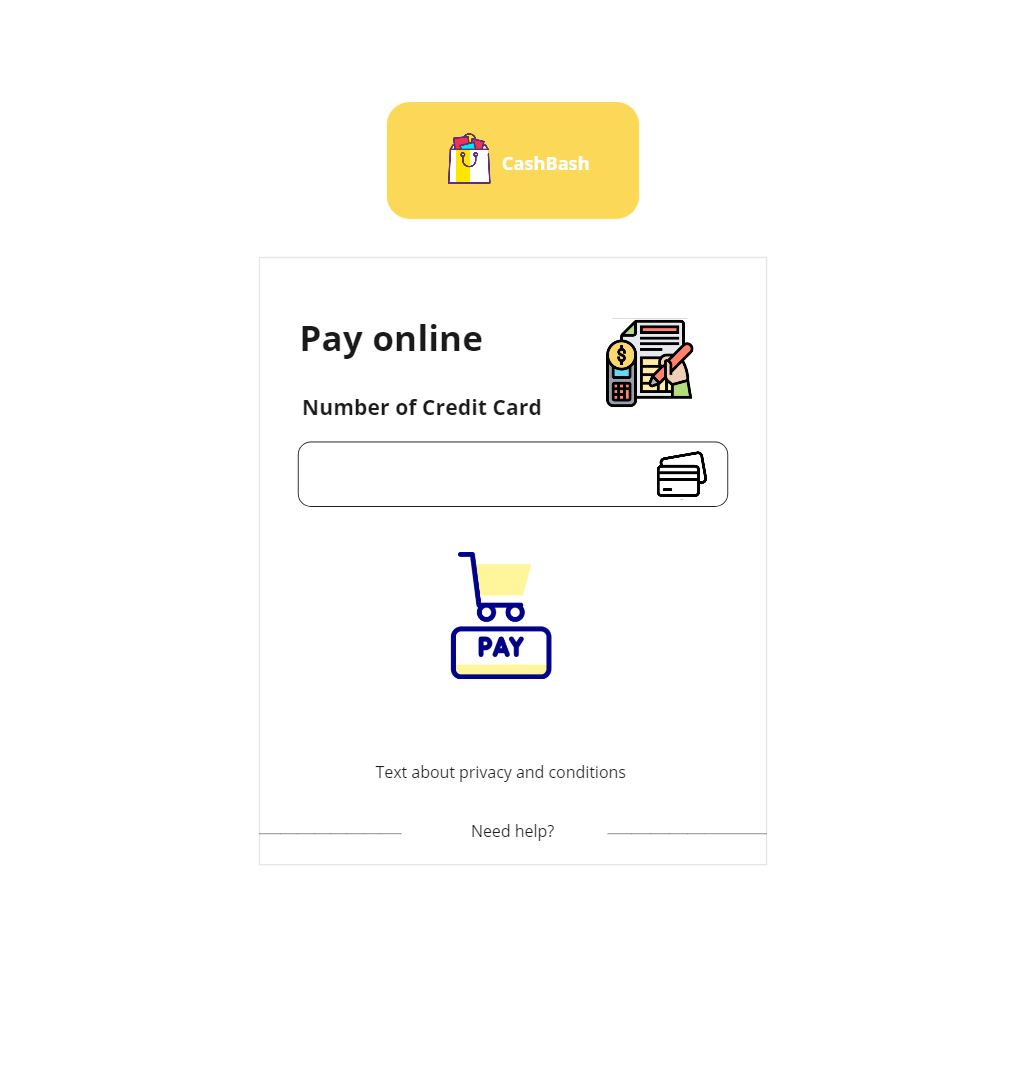 CashBash
Pay online
$
Number of Credit Card
PAY
Text about privacy and conditions
Need help?